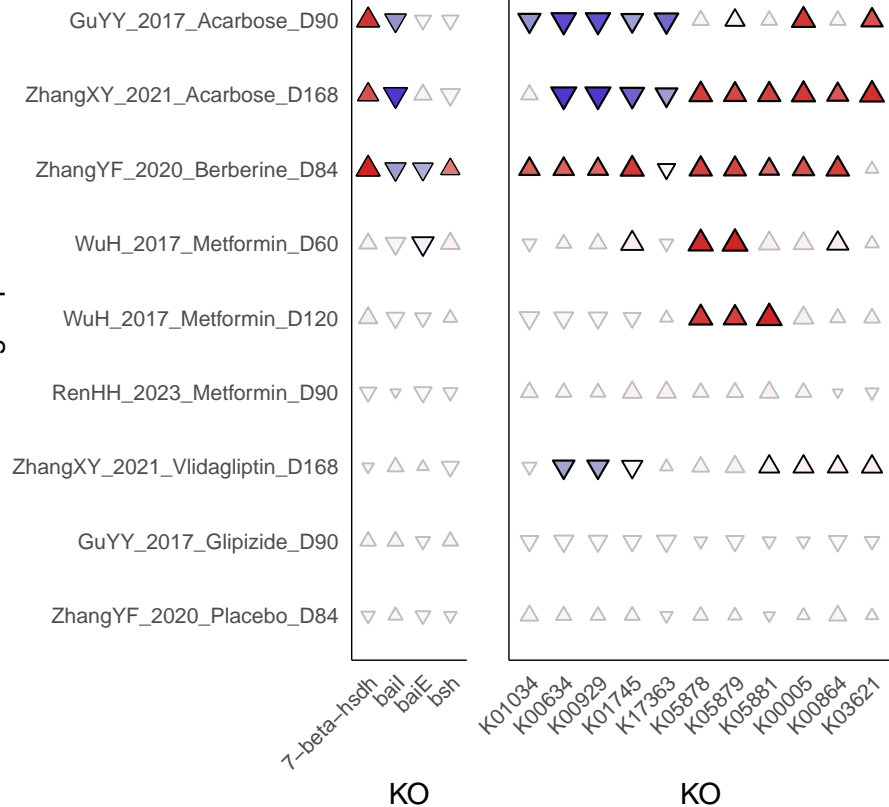 GuYY_2017_Acarbose_D90
ZhangXY_2021_Acarbose_D168
ZhangYF_2020_Berberine_D84
WuH_2017_Metformin_D60
WuH_2017_Metformin_D120
RenHH_2023_Metformin_D90
ZhangXY_2021_Vlidagliptin_D168
GuYY_2017_Glipizide_D90
ZhangYF_2020_Placebo_D84
7−beta−hsdh
baiI
baiE
bsh
K01034
K00634
K00929
K01745
K17363
K05878
K05879
K05881
K00005
K00864
K03621
KO
KO